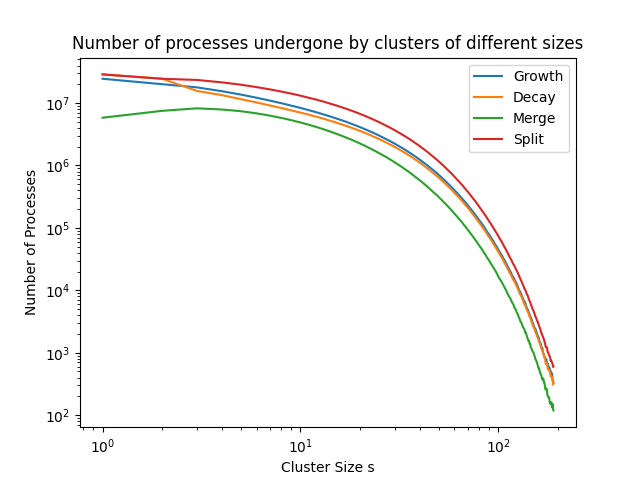 Number of processes undergone by clusters of different sizes
Growth
Decay
Merge
Split
10^7
10^6
10^5
10^4
10^3
10^2
Number of Processes
10^0
10^1
10^2
Cluster Size s